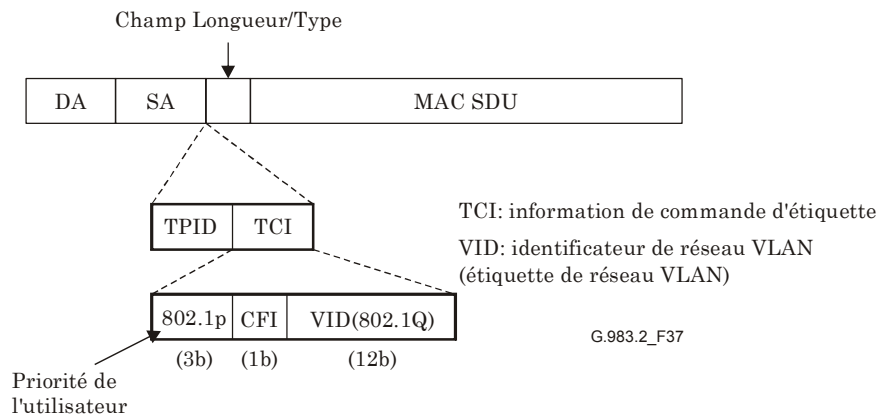 Champ Longueur/Type
DA SA MAC SDU
TPID TCI
TCI: information de commande d'étiquette
VID: identificateur de réseau VLAN
(étiquette de réseau VLAN)
802.1p CFI VID(802.1Q)
(3b) (1b) (12b)
G.983.2_F37
Priorité de
l'utilisateur